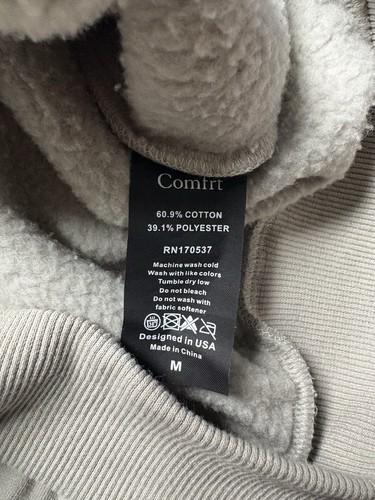 Comfrt
60.9% COTTON
39.1% POLYESTER
RN170537
Machine wash cold
Wash with like colors
Tumble dry low
Do not bleach
Do not wash with
fabric softener
Designed in USA
Made in China
M